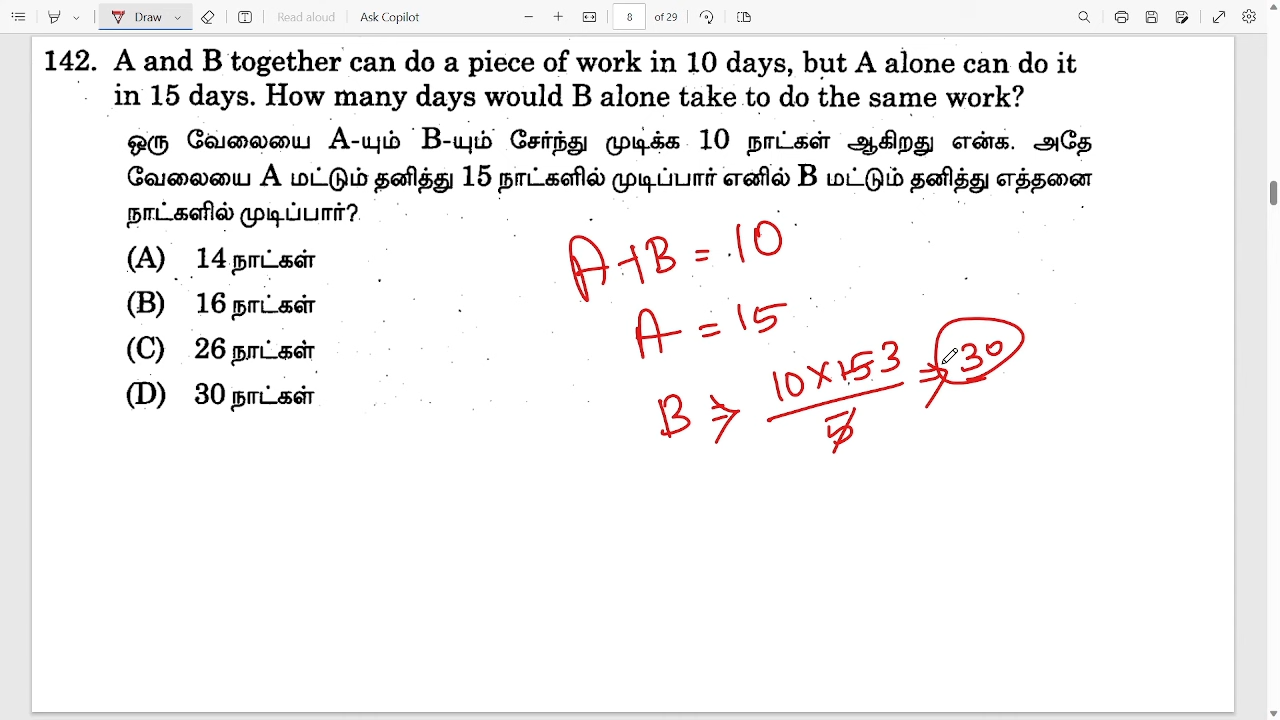 Draw
Read aloud
Ask Copilot
8
of 29
142. A and B together can do a piece of work in 10 days, but A alone can do it
in 15 days. How many days would B alone take to do the same work?
ஒரு வேலையை A-யும் B-யும் சேர்ந்து முடிக்க 10 நாட்கள் ஆகிறது என்க. அதே
வேலையை A மட்டும் தனித்து 15 நாட்களில் முடிப்பார் எனில் B மட்டும் தனித்து எத்தனை
நாட்களில் முடிப்பார்?
(A) 14 நாட்கள்
(B) 16 நாட்கள்
(C) 26 நாட்கள்
(D) 30 நாட்கள்
A+B = 10
A = 15
B ⇒ 10 × 15 3 ⇒ 30
5